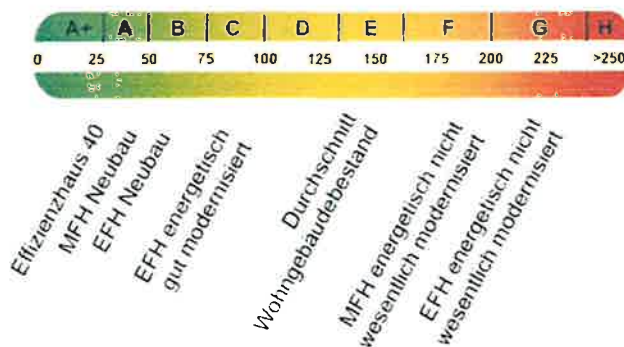 A+ A B C D E F G H
0 25 50 75 100 125 150 175 200 225 >250
Effizienzhaus 40
MFH Neubau
EFH Neubau
EFH energetisch
gut modernisiert
Durchschnitt
Wohngebäudebestand
MFH energetisch nicht
wesentlich modernisiert
EFH energetisch nicht
wesentlich modernisiert